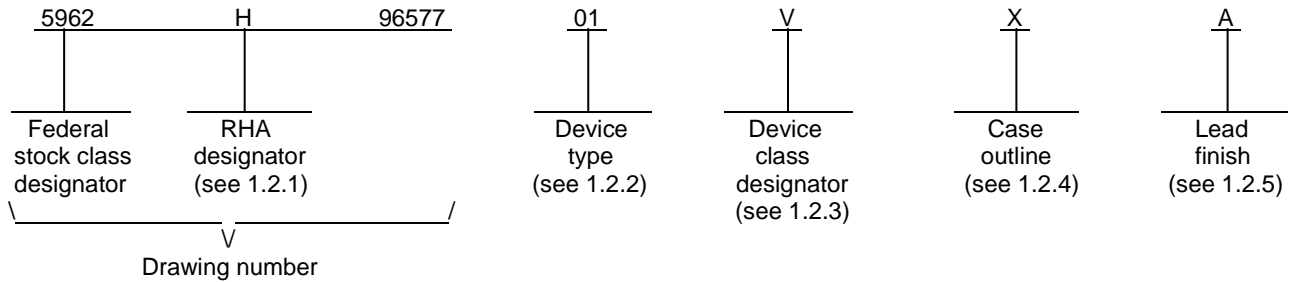 5962 H 96577 01 V X A
Federal stock class designator
RHA designator (see 1.2.1)
Device type (see 1.2.2)
Device class designator (see 1.2.3)
Case outline (see 1.2.4)
Lead finish (see 1.2.5)
Drawing number